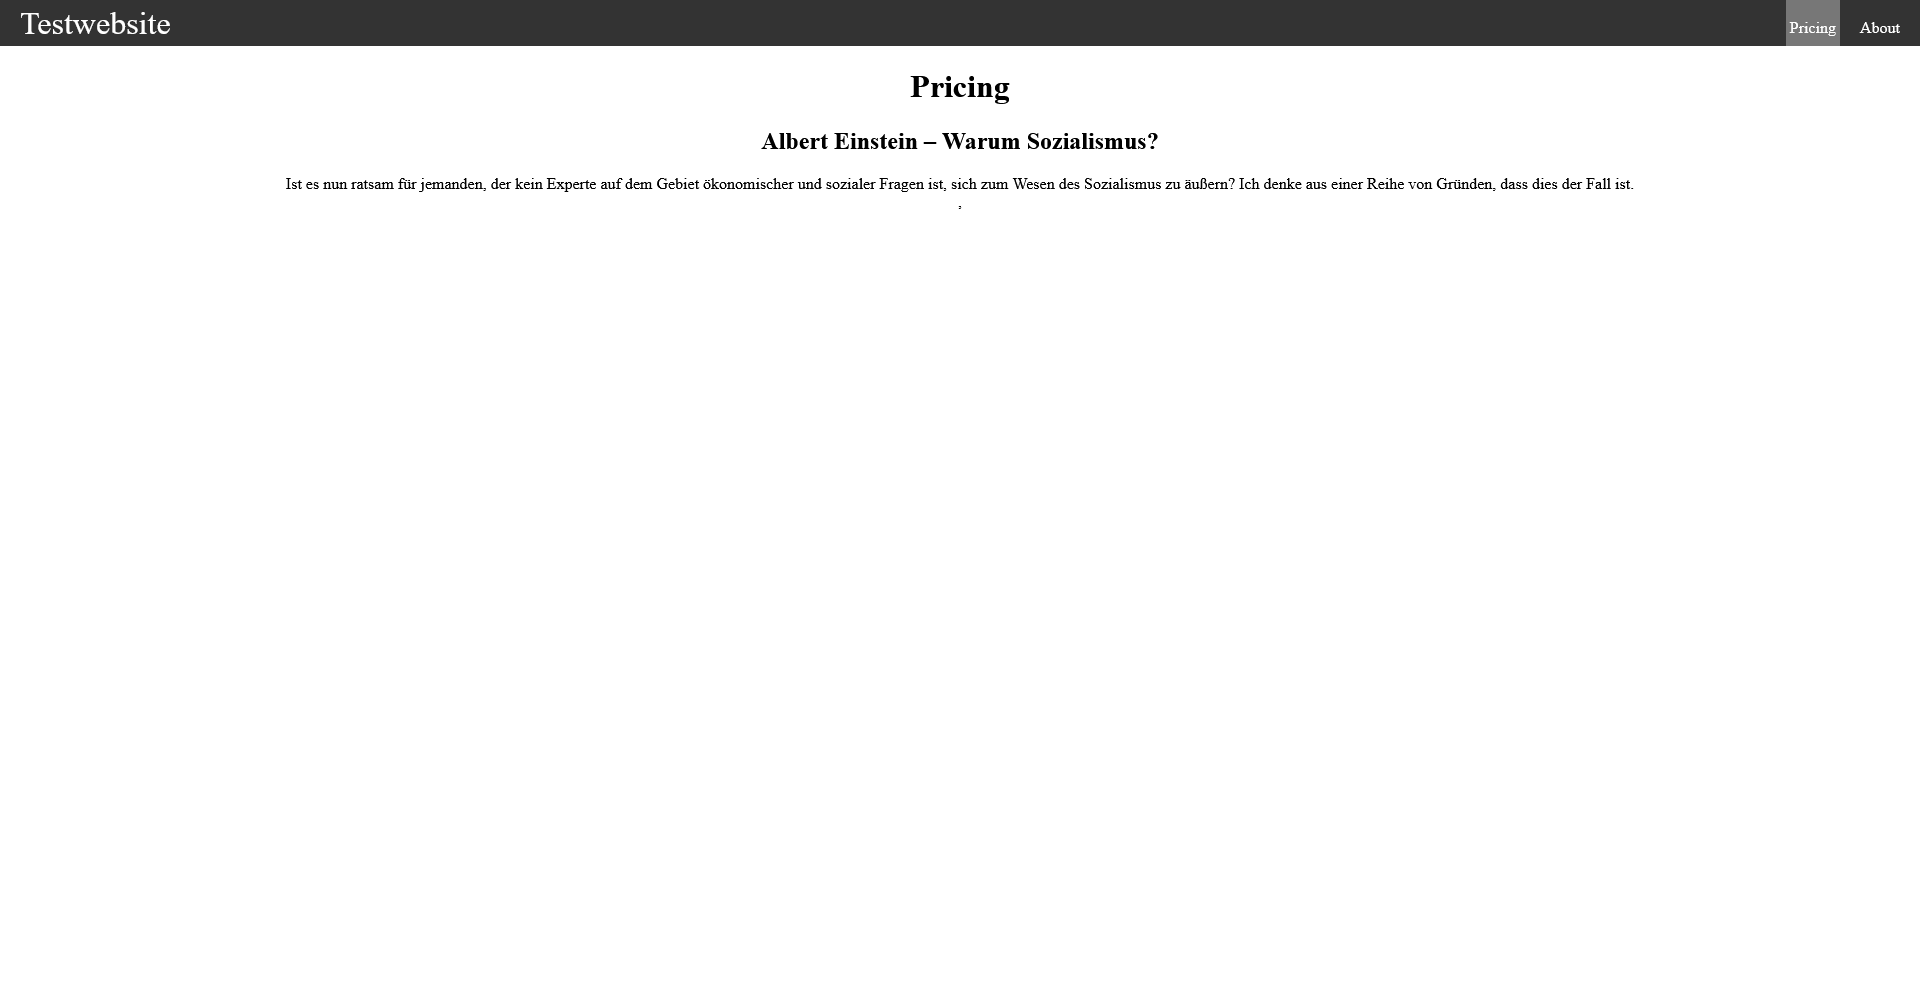 Testwebsite
Pricing About
Pricing
Albert Einstein – Warum Sozialismus?
Ist es nun ratsam für jemanden, der kein Experte auf dem Gebiet ökonomischer und sozialer Fragen ist, sich zum Wesen des Sozialismus zu äußern? Ich denke aus einer Reihe von Gründen, dass dies der Fall ist.
,